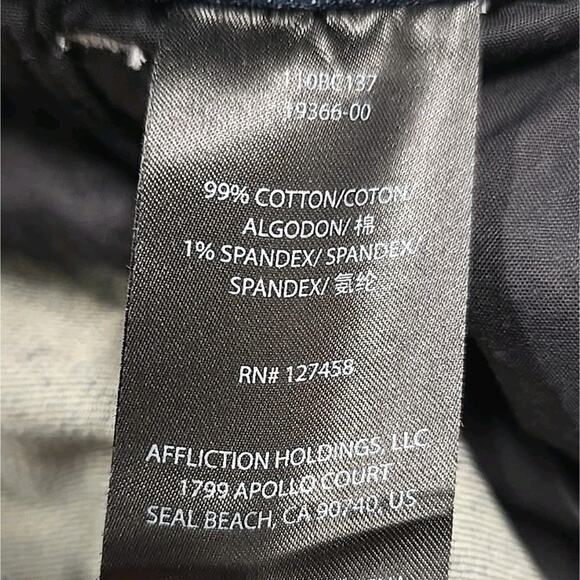 110BC137
19366-00
99% COTTON/COTON/
ALGODON/ 棉
1% SPANDEX/ SPANDEX/
SPANDEX/ 氨纶
RN# 127458
AFFLICTION HOLDINGS, LLC
1799 APOLLO COURT
SEAL BEACH, CA 90740, US